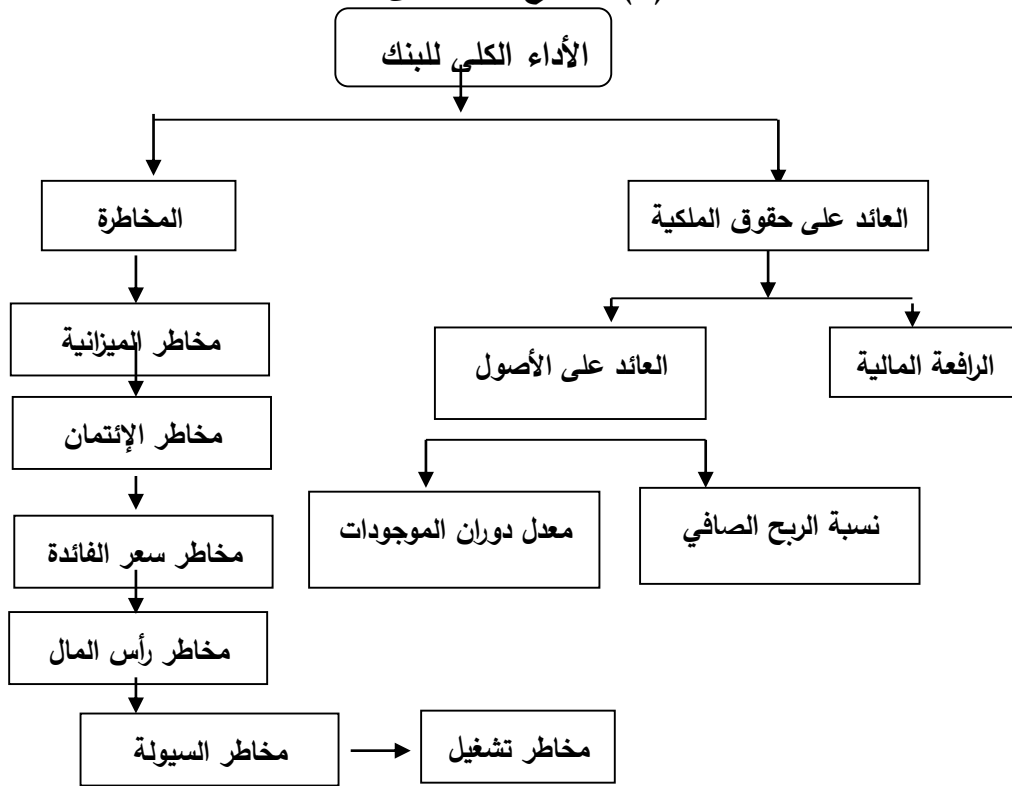 الأداء الكلى للبنك
العائد على حقوق الملكية
المخاطرة
الرافعة المالية
العائد على الأصول
نسبة الربح الصافي
معدل دوران الموجودات
مخاطر الميزانية
مخاطر الإئتمان
مخاطر سعر الفائدة
مخاطر رأس المال
مخاطر السيولة
مخاطر تشغيل